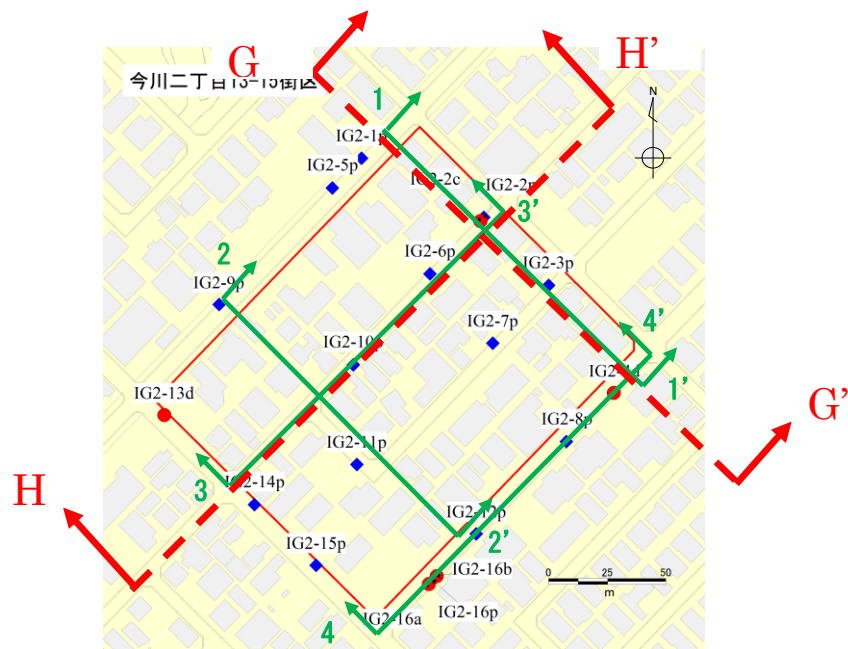 G
H'
今川二丁目13-15街区
N
1
IG2-1p
IG2-5p
IG2-2c
IG2-2p
3'
IG2-6p
IG2-3p
2
IG2-9p
4'
IG2-7p
IG2-10p
1'
IG2-13d
G'
IG2-8p
IG2-11p
H
3
IG2-14p
IG2-12p
2'
IG2-15p
IG2-16b
0 25 50
m
IG2-16p
IG2-16a
4